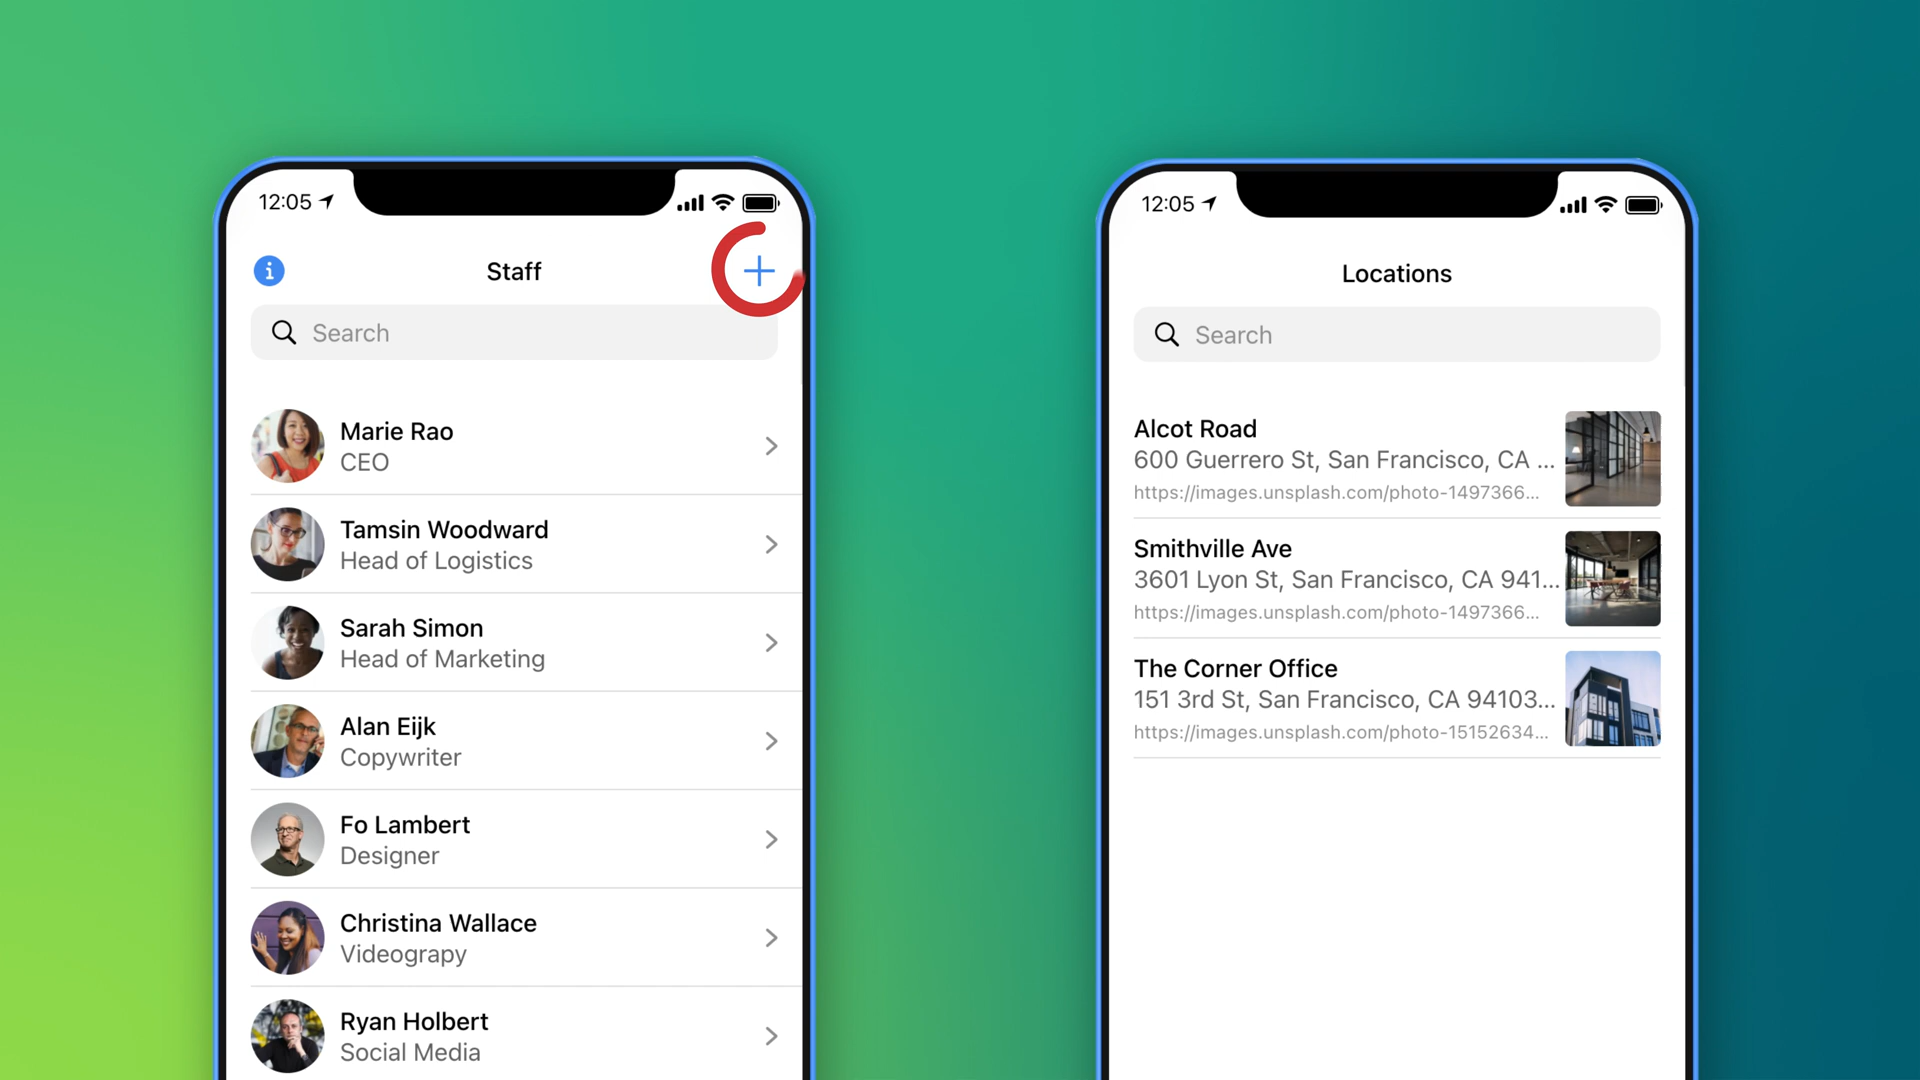 12:05
Staff
Search
Marie Rao
CEO
Tamsin Woodward
Head of Logistics
Sarah Simon
Head of Marketing
Alan Eijk
Copywriter
Fo Lambert
Designer
Christina Wallace
Videograpy
Ryan Holbert
Social Media
12:05
Locations
Search
Alcot Road
600 Guerrero St, San Francisco, CA ...
https://images.unsplash.com/photo-1497366...
Smithville Ave
3601 Lyon St, San Francisco, CA 941...
https://images.unsplash.com/photo-1497366...
The Corner Office
151 3rd St, San Francisco, CA 94103...
https://images.unsplash.com/photo-15152634...